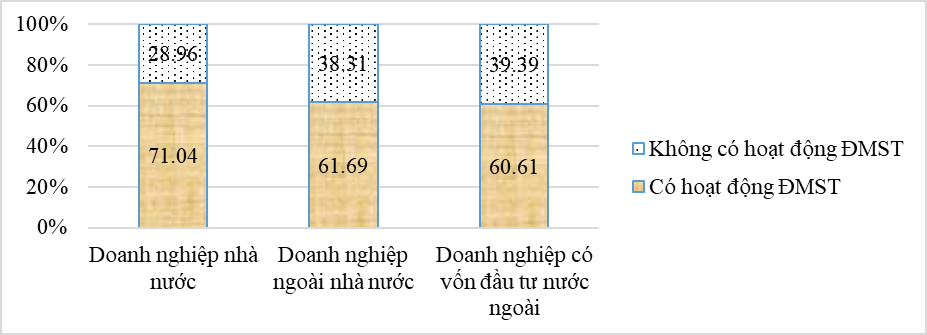 100%
80%
60%
40%
20%
0%
28.96
38.31
39.39
71.04
61.69
60.61
Doanh nghiệp nhà
nước
Doanh nghiệp
ngoài nhà nước
Doanh nghiệp có
vốn đầu tư nước
ngoài
Không có hoạt động ĐMST
Có hoạt động ĐMST